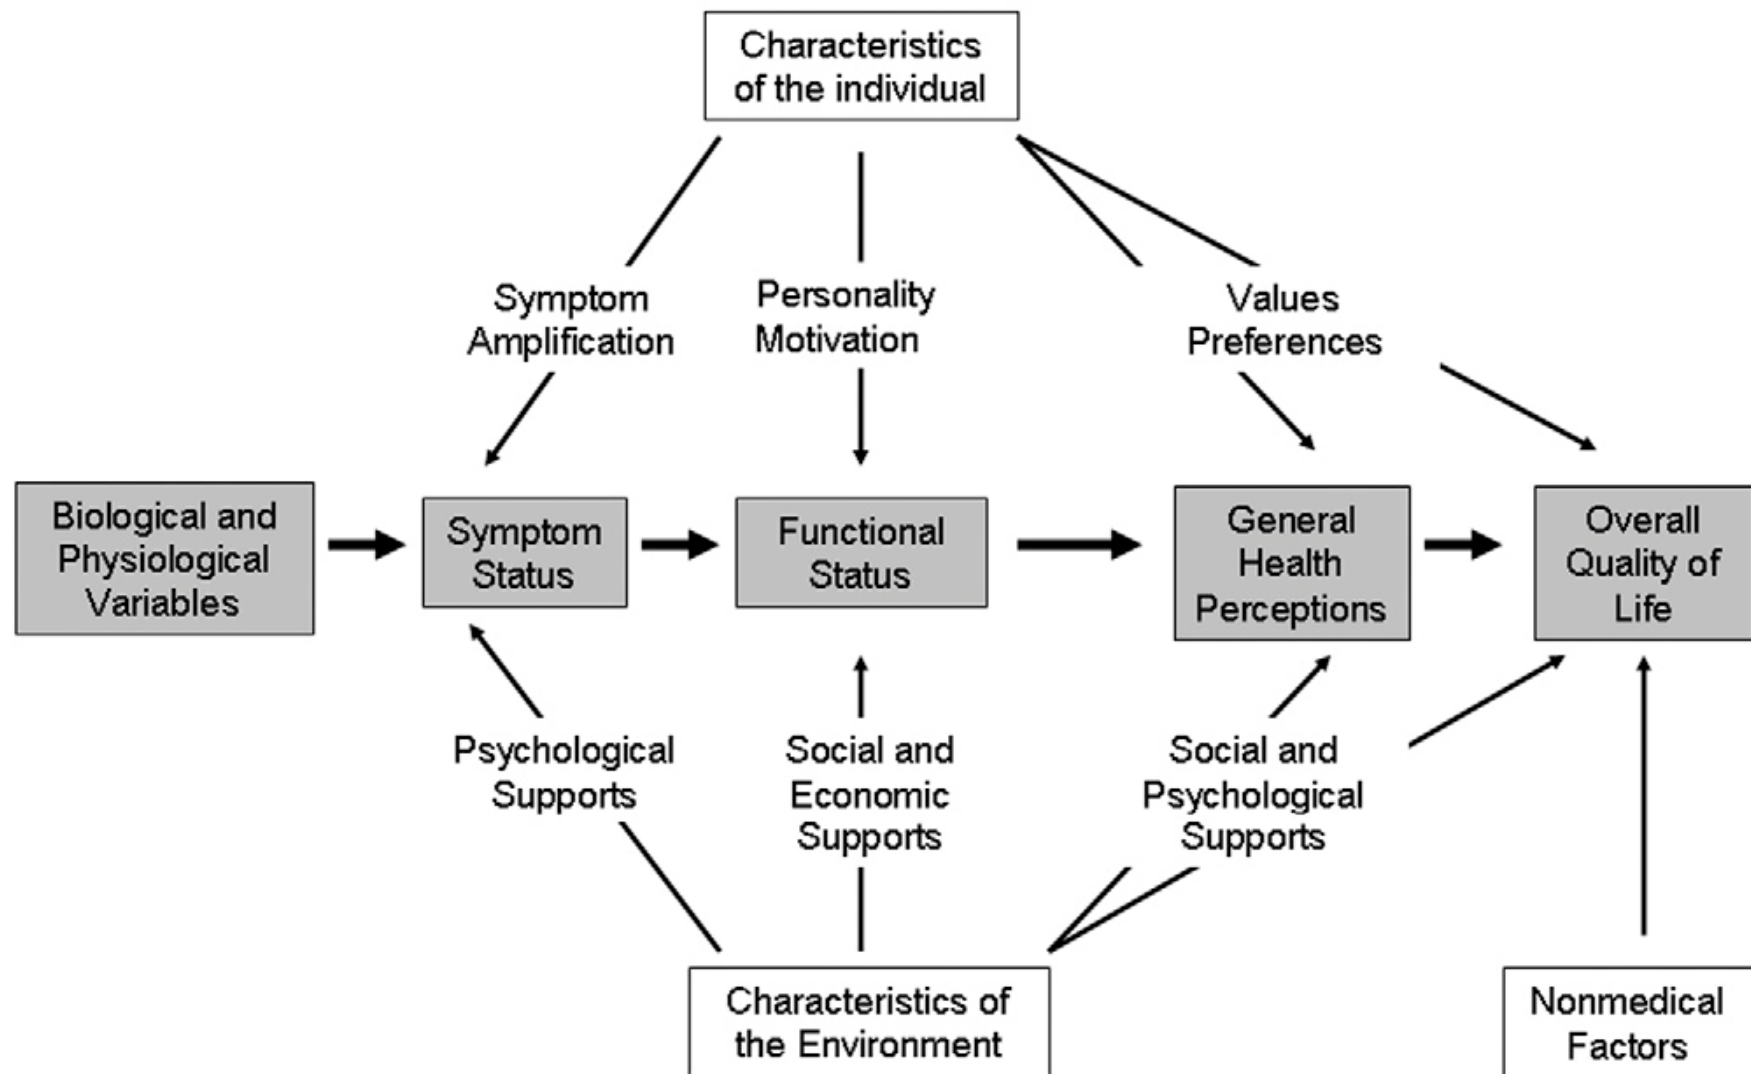 Characteristics
of the individual
Symptom
Amplification
Personality
Motivation
Values
Preferences
Biological and
Physiological
Variables
Symptom
Status
Functional
Status
General
Health
Perceptions
Overall
Quality of
Life
Psychological
Supports
Social and
Economic
Supports
Social and
Psychological
Supports
Characteristics of
the Environment
Nonmedical
Factors